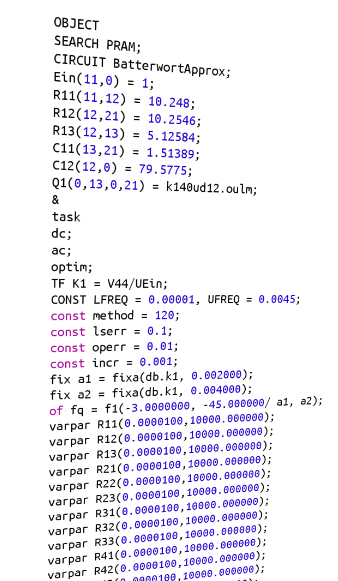 OBJECT
SEARCH PRAM;
CIRCUIT BatterwortApprox;
Ein(11,0) = 1;
R11(11,12) = 10.248;
R12(12,21) = 10.2546;
R13(12,13) = 5.12584;
C11(13,21) = 1.51389;
C12(12,0) = 79.5775;
Q1(0,13,0,21) = k140ud12.oulm;
&
task
dc;
ac;
optim;
TF K1 = V44/UEin;
CONST LFREQ = 0.00001, UFREQ = 0.0045;
const method = 120;
const lserr = 0.1;
const operr = 0.01;
const incr = 0.001;
fix a1 = fixa(db.k1, 0.002000);
fix a2 = fixa(db.k1, 0.004000);
of fq = f1(-3.0000000, -45.000000/ a1, a2);
varpar R11(0.0000100,10000.000000);
varpar R12(0.0000100,10000.000000);
varpar R13(0.0000100,10000.000000);
varpar R21(0.0000100,10000.000000);
varpar R22(0.0000100,10000.000000);
varpar R23(0.0000100,10000.000000);
varpar R31(0.0000100,10000.000000);
varpar R32(0.0000100,10000.000000);
varpar R33(0.0000100,10000.000000);
varpar R41(0.0000100,10000.000000);
varpar R42(0.0000100,10000.000000);